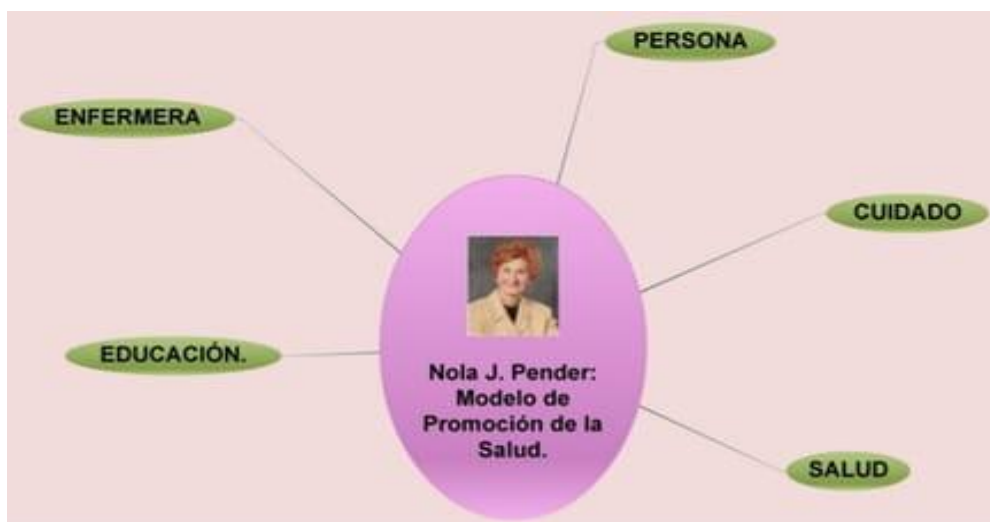 PERSONA
ENFERMERA
CUIDADO
EDUCACIÓN.
Nola J. Pender:
Modelo de
Promoción de la
Salud.
SALUD